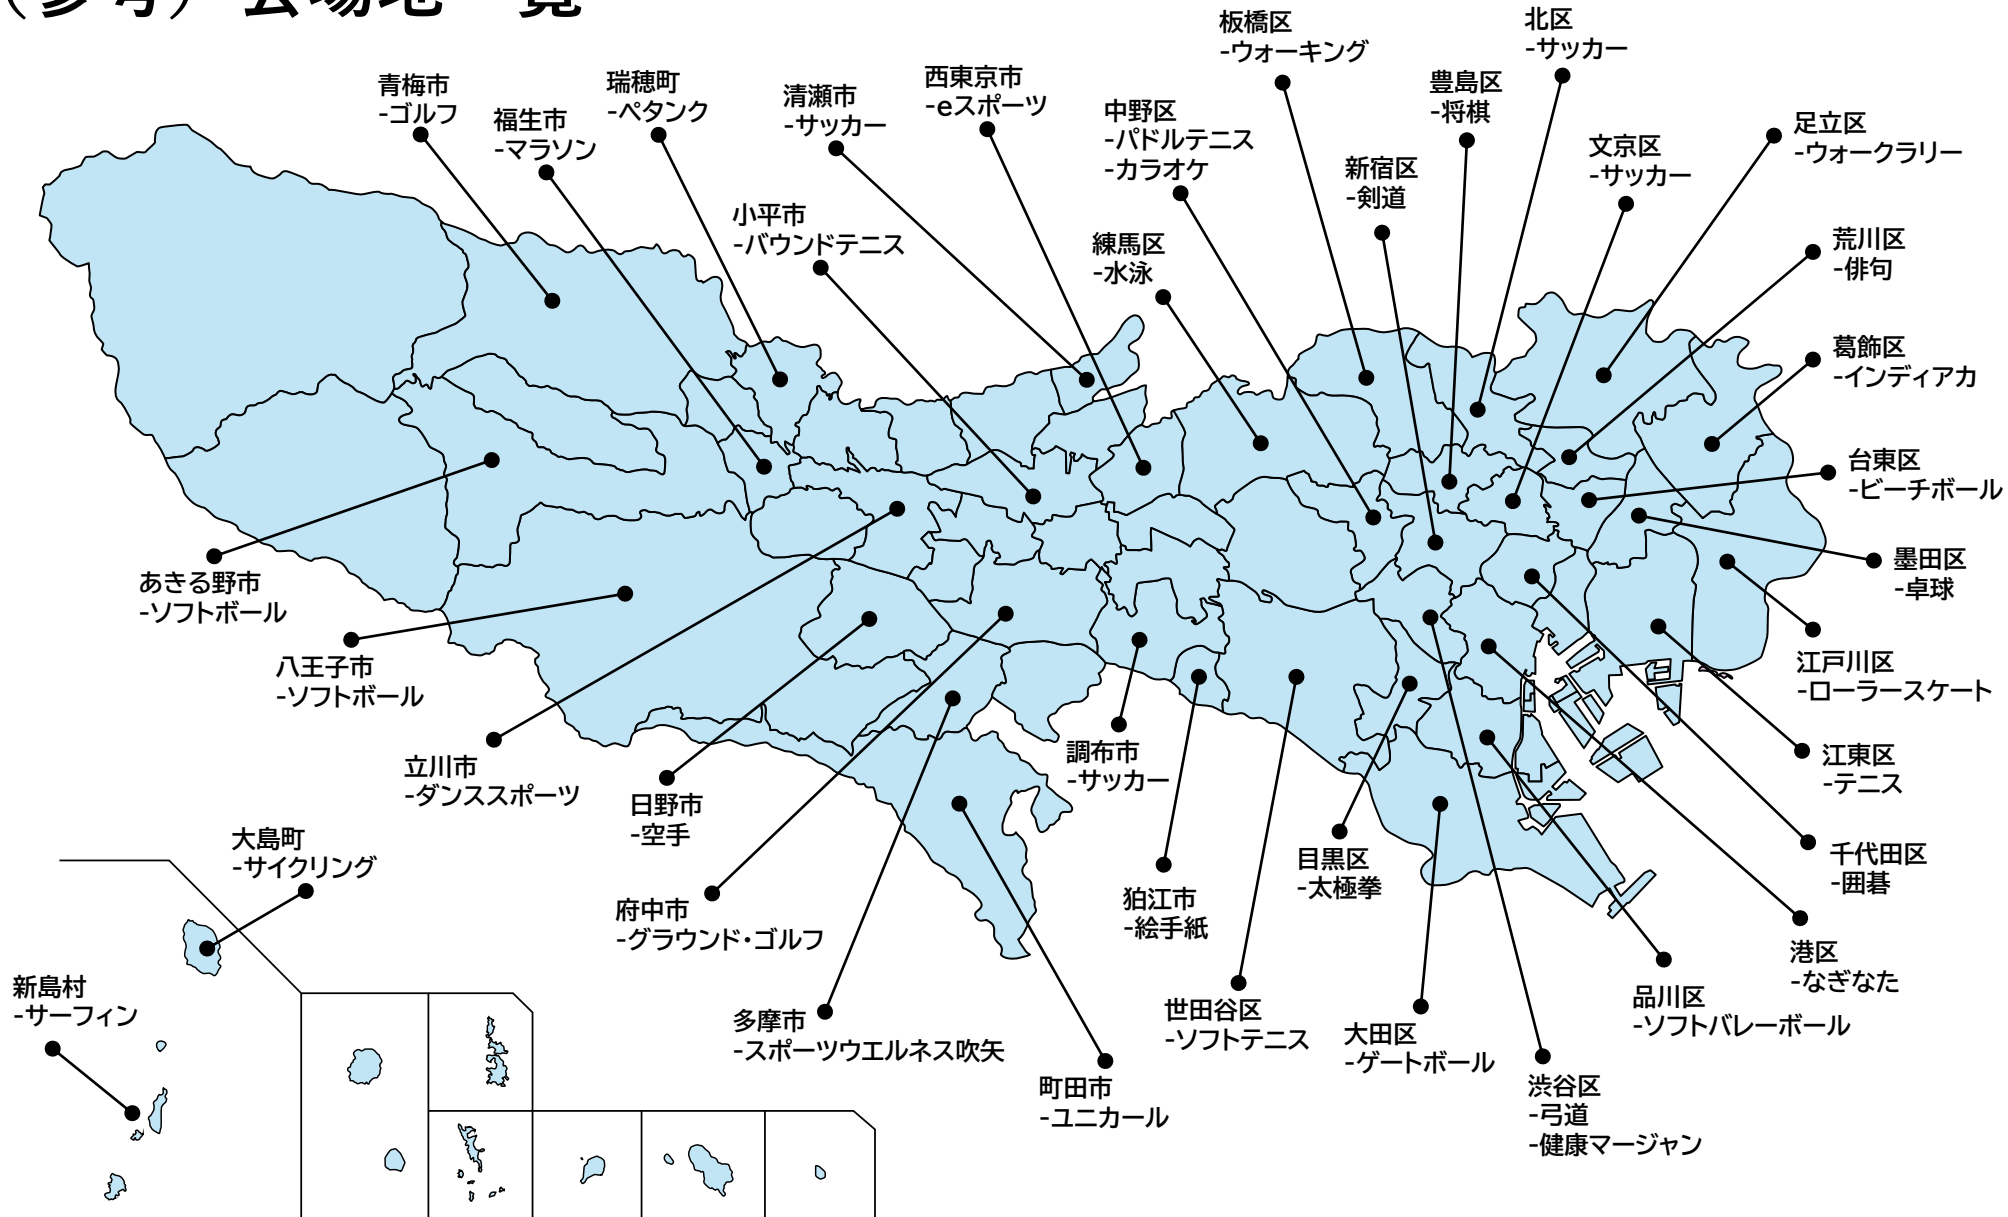 (参考)会場地一覧
板橋区
-ウォーキング
北区
-サッカー
青梅市
-ゴルフ
福生市
-マラソン
瑞穂町
-ペタンク
清瀬市
-サッカー
西東京市
-eスポーツ
中野区
-パドルテニス
-カラオケ
豊島区
-将棋
新宿区
-剣道
文京区
-サッカー
足立区
-ウォークラリー
小平市
-バウンドテニス
練馬区
-水泳
荒川区
-俳句
葛飾区
-インディアカ
台東区
-ビーチボール
墨田区
-卓球
あきる野市
-ソフトボール
八王子市
-ソフトボール
江戸川区
-ローラースケート
立川市
-ダンススポーツ
日野市
-空手
調布市
-サッカー
江東区
-テニス
大島町
-サイクリング
府中市
-グラウンド・ゴルフ
狛江市
-絵手紙
目黒区
-太極拳
千代田区
-囲碁
港区
-なぎなた
新島村
-サーフィン
多摩市
-スポーツウエルネス吹矢
世田谷区
-ソフトテニス
大田区
-ゲートボール
品川区
-ソフトバレーボール
町田市
-ユニカール
渋谷区
-弓道
-健康マージャン